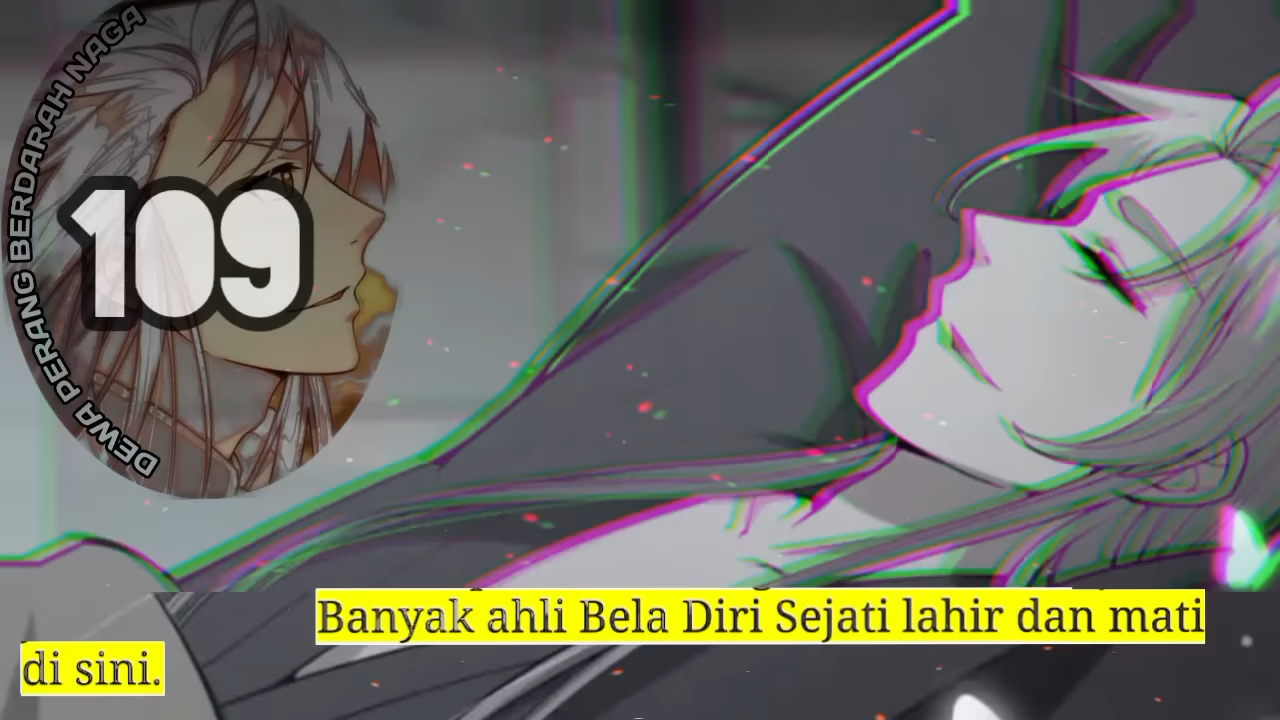 DEWA PERANG BERDARAH NAGA
109
Banyak ahli Bela Diri Sejati lahir dan mati
di sini.